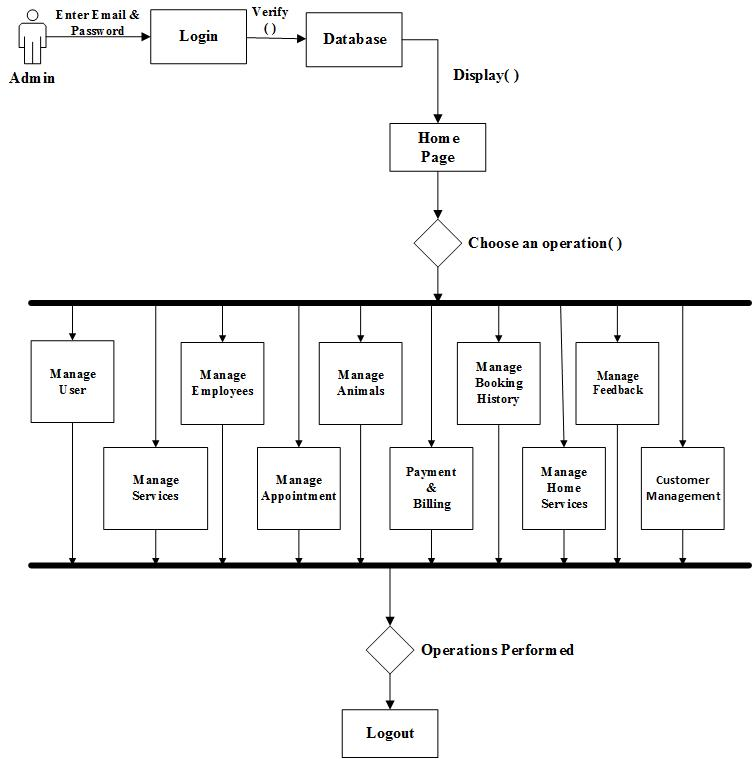 Enter Email &
Password
Admin
Login
Verify
( )
Database
Display( )
Home
Page
Choose an operation( )
Manage
User
Manage
Employees
Manage
Animals
Manage
Booking
History
Manage
Feedback
Manage
Services
Manage
Appointment
Payment
&
Billing
Manage
Home
Services
Customer
Management
Operations Performed
Logout